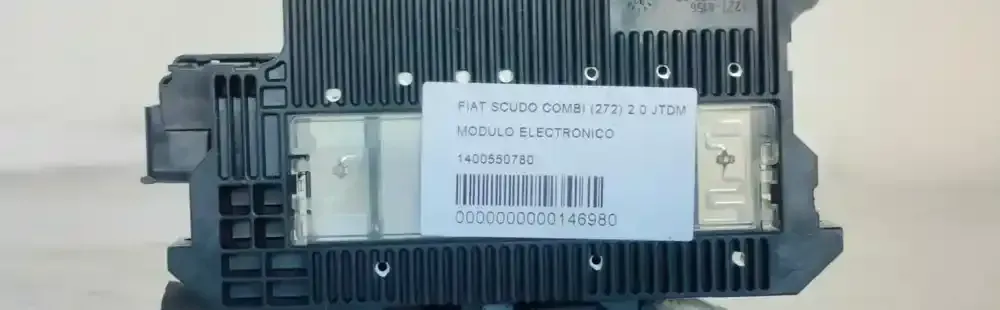 FIAT SCUDO COMBI (272) 2.0 JTDM
MODULO ELECTRONICO
1400550780
0000000000146980